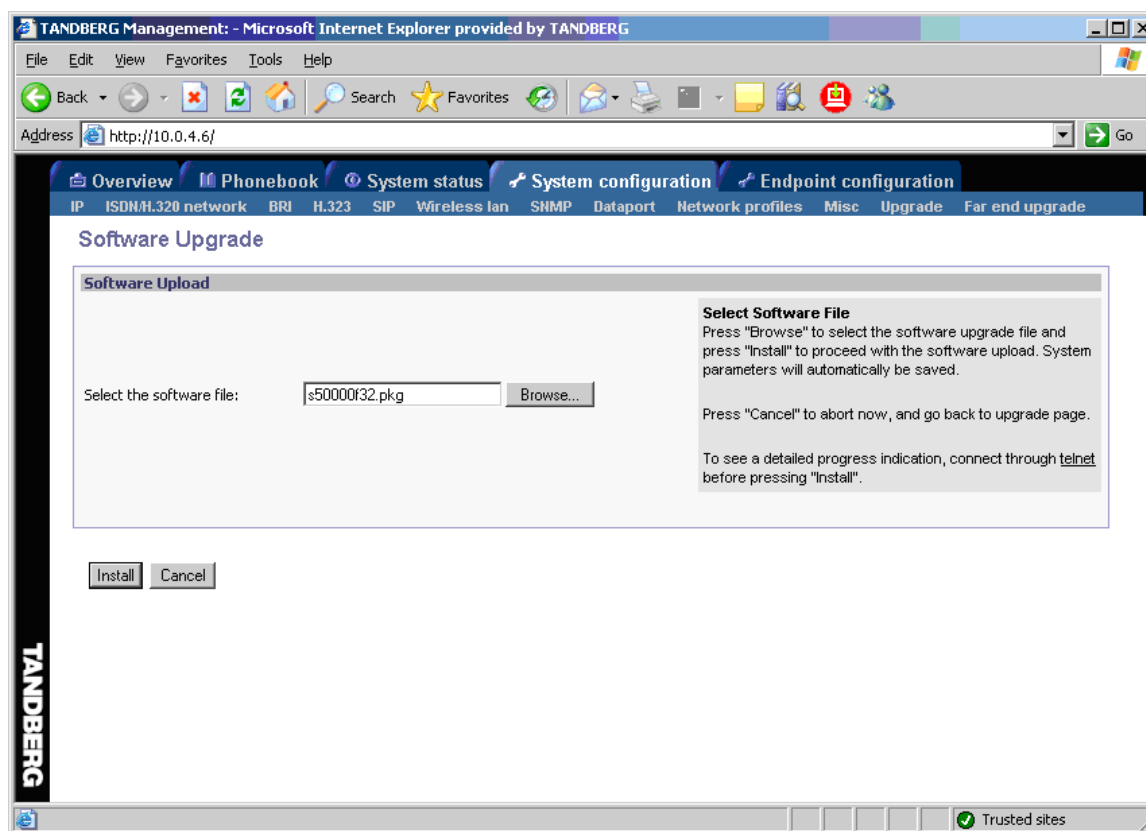 TANDBERG Management: - Microsoft Internet Explorer provided by TANDBERG
File Edit View Favorites Tools Help
Back Search Favorites
Address http://10.0.4.6/ Go
Overview Phonebook System status System configuration Endpoint configuration
IP ISDN/H.320 network BRI H.323 SIP Wireless lan SNMP Dataport Network profiles Misc Upgrade Far end upgrade
Software Upgrade
Software Upload
Select the software file: s50000f32.pkg Browse...
Select Software File
Press "Browse" to select the software upgrade file and
press "Install" to proceed with the software upload. System
parameters will automatically be saved.
Press "Cancel" to abort now, and go back to upgrade page.
To see a detailed progress indication, connect through telnet
before pressing "Install".
Install Cancel
TANDBERG
Trusted sites